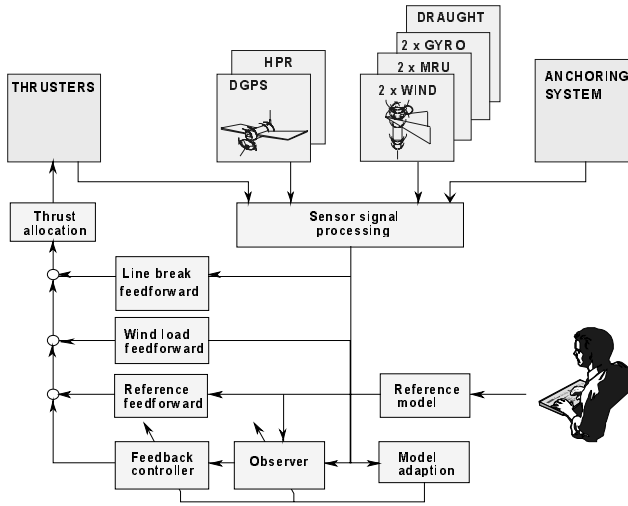 DRAUGHT
2 x GYRO
HPR
2 x MRU
THRUSTERS
DGPS
2 x WIND
ANCHORING
SYSTEM
Thrust
allocation
Sensor signal
processing
Line break
feedforward
Wind load
feedforward
Reference
feedforward
Reference
model
Feedback
controller
Observer
Model
adaption